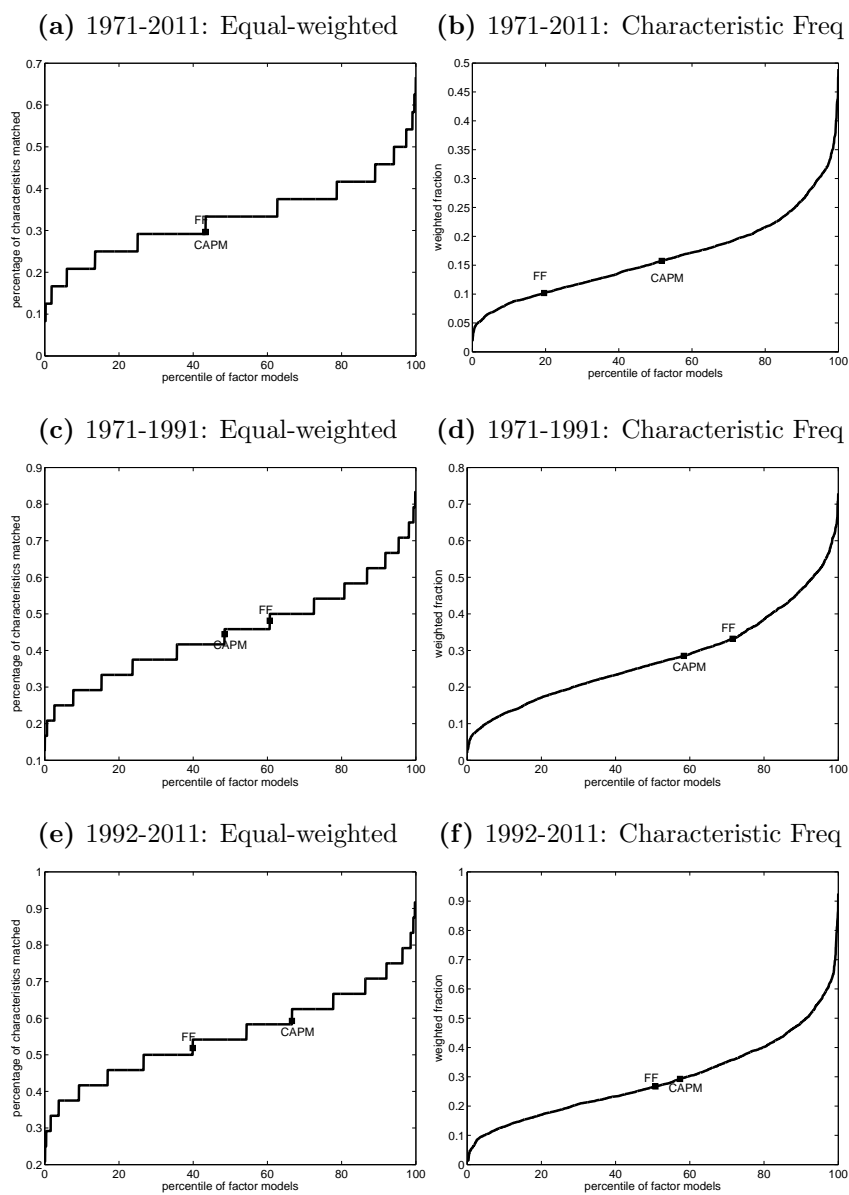 (a) 1971-2011: Equal-weighted
0.7
0.6
0.5
0.4
0.3
0.2
0.1
0
percentage of characteristics matched
FF
CAPM
0 20 40 60 80 100
percentile of factor models
(b) 1971-2011: Characteristic Freq
0.5
0.45
0.4
0.35
0.3
0.25
0.2
0.15
0.1
0.05
0
weighted fraction
FF
CAPM
0 20 40 60 80 100
percentile of factor models
(c) 1971-1991: Equal-weighted
0.9
0.8
0.7
0.6
0.5
0.4
0.3
0.2
0.1
percentage of characteristics matched
FF
CAPM
0 20 40 60 80 100
percentile of factor models
(d) 1971-1991: Characteristic Freq
0.8
0.7
0.6
0.5
0.4
0.3
0.2
0.1
0
weighted fraction
FF
CAPM
0 20 40 60 80 100
percentile of factor models
(e) 1992-2011: Equal-weighted
1
0.9
0.8
0.7
0.6
0.5
0.4
0.3
0.2
percentage of characteristics matched
FF
CAPM
0 20 40 60 80 100
percentile of factor models
(f) 1992-2011: Characteristic Freq
1
0.9
0.8
0.7
0.6
0.5
0.4
0.3
0.2
0.1
0
weighted fraction
FF
CAPM
0 20 40 60 80 100
percentile of factor models